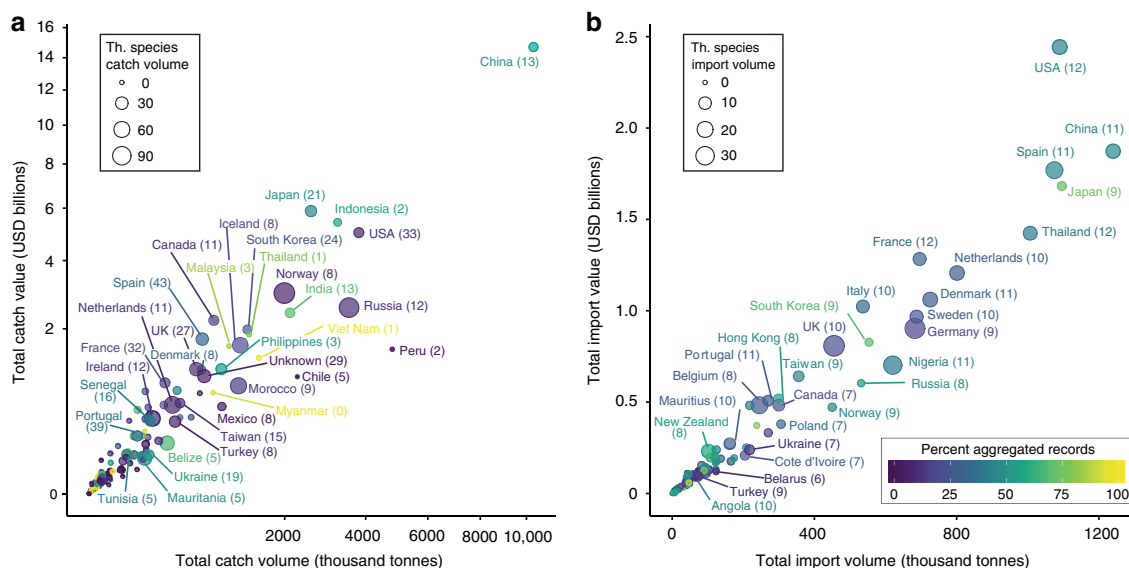 a
16
14
12
10
8
6
4
2
0
Total catch value (USD billions)
Th. species
catch volume
0
30
60
90
China (13)
Japan (21)
Indonesia (2)
USA (33)
Iceland (8)
South Korea (24)
Canada (11)
Thailand (1)
Malaysia (3)
Norway (8)
Spain (43)
India (13)
Russia (12)
Netherlands (11)
Viet Nam (1)
UK (27)
Philippines (3)
Peru (2)
France (32)
Denmark (8)
Unknown (29)
Ireland (12)
Chile (5)
Senegal
(16)
Morocco (9)
Myanmar (0)
Portugal
(39)
Mexico (8)
Taiwan (15)
Turkey (8)
Belize (5)
Ukraine (19)
Tunisia (5)
Mauritania (5)
2000
4000
6000
8000
10,000
Total catch volume (thousand tonnes)
b
2.5
2.0
1.5
1.0
0.5
0
Total import value (USD billions)
Th. species
import volume
0
10
20
30
USA (12)
China (11)
Spain (11)
Japan (9)
Thailand (12)
France (12)
Netherlands (10)
Italy (10)
Denmark (11)
South Korea (9)
Sweden (10)
Germany (9)
UK (10)
Hong Kong (8)
Portugal (11)
Taiwan (9)
Nigeria (11)
Belgium (8)
Russia (8)
Mauritius (10)
Canada (7)
Norway (9)
New Zealand
(8)
Poland (7)
Ukraine (7)
Cote d'Ivoire (7)
Belarus (6)
Turkey (9)
Angola (10)
Percent aggregated records
0
25
50
75
100
0
400
800
1200
Total import volume (thousand tonnes)